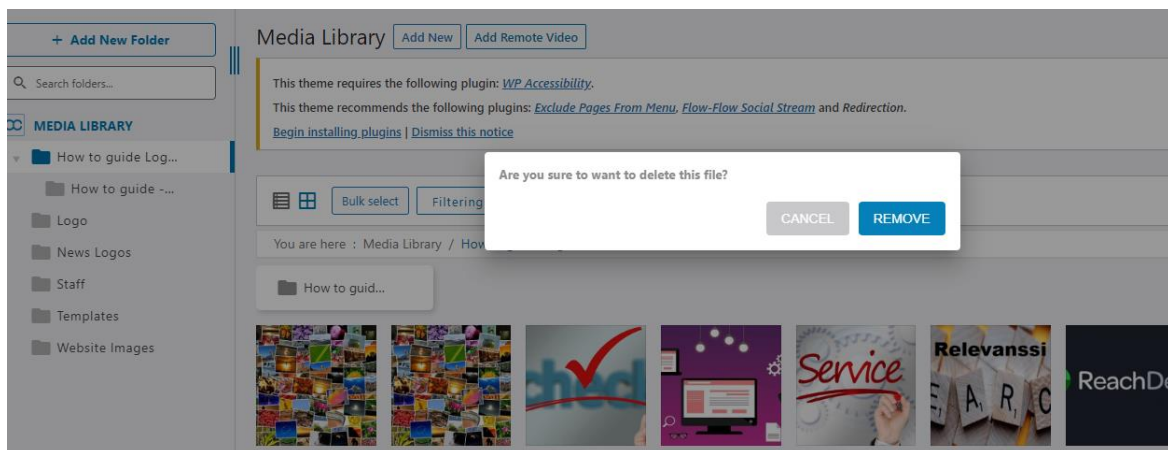 + Add New Folder
Search folders...
MEDIA LIBRARY
How to guide Log...
How to guide -...
Logo
News Logos
Staff
Templates
Website Images
Media Library Add New Add Remote Video
This theme requires the following plugin: WP Accessibility.
This theme recommends the following plugins: Exclude Pages From Menu, Flow-Flow Social Stream and Redirection.
Begin installing plugins | Dismiss this notice
Are you sure to want to delete this file?
CANCEL REMOVE
Bulk select Filtering
You are here : Media Library / How
How to guid...
check
Service
Relevanssi
EARC
ReachDe